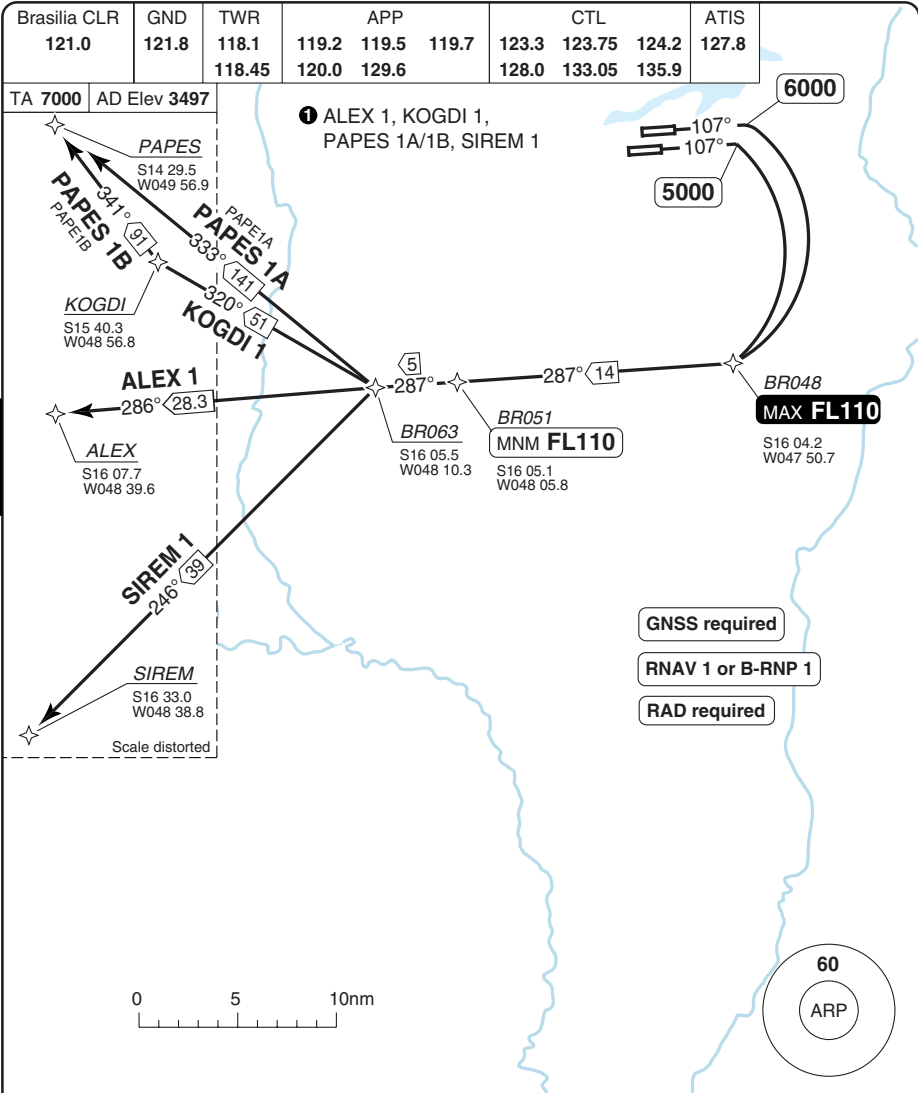 Brasilia CLR
121.0
GND
121.8
TWR
118.1
118.45
APP
119.2 119.5 119.7
120.0 129.6
CTL
123.3 123.75 124.2
128.0 133.05 135.9
ATIS
127.8
TA 7000
AD Elev 3497
❶ ALEX 1, KOGDI 1,
PAPES 1A/1B, SIREM 1
6000
107°
107°
5000
PAPES
S14 29.5
W049 56.9
341°
91
PAPES 1B
PAPE1B
PAPE1A
PAPES 1A
333°
141
KOGDI
S15 40.3
W048 56.8
320°
51
KOGDI 1
ALEX 1
286°
28.3
ALEX
S16 07.7
W048 39.6
5
287°
287°
14
BR063
S16 05.5
W048 10.3
BR051
MNM FL110
S16 05.1
W048 05.8
BR048
MAX FL110
S16 04.2
W047 50.7
SIREM 1
246°
39
SIREM
S16 33.0
W048 38.8
Scale distorted
GNSS required
RNAV 1 or B-RNP 1
RAD required
0 5 10nm
60
ARP